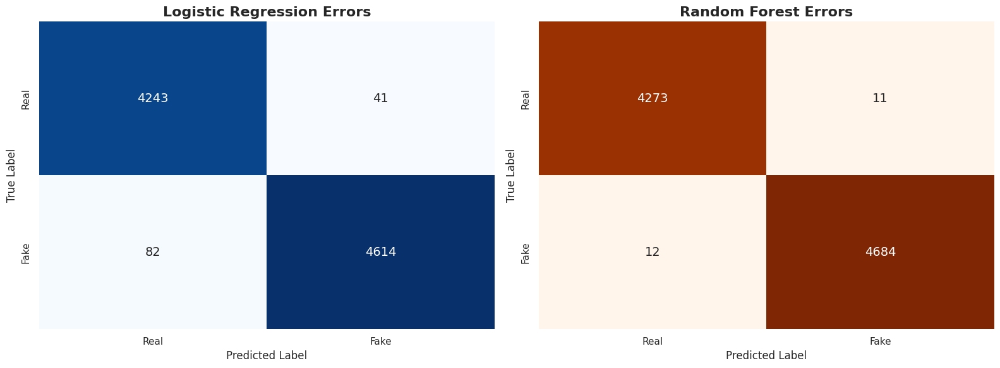 Logistic Regression Errors
Real
4243
41
Fake
82
4614
True Label
Real
Fake
Predicted Label
Random Forest Errors
Real
4273
11
Fake
12
4684
True Label
Real
Fake
Predicted Label